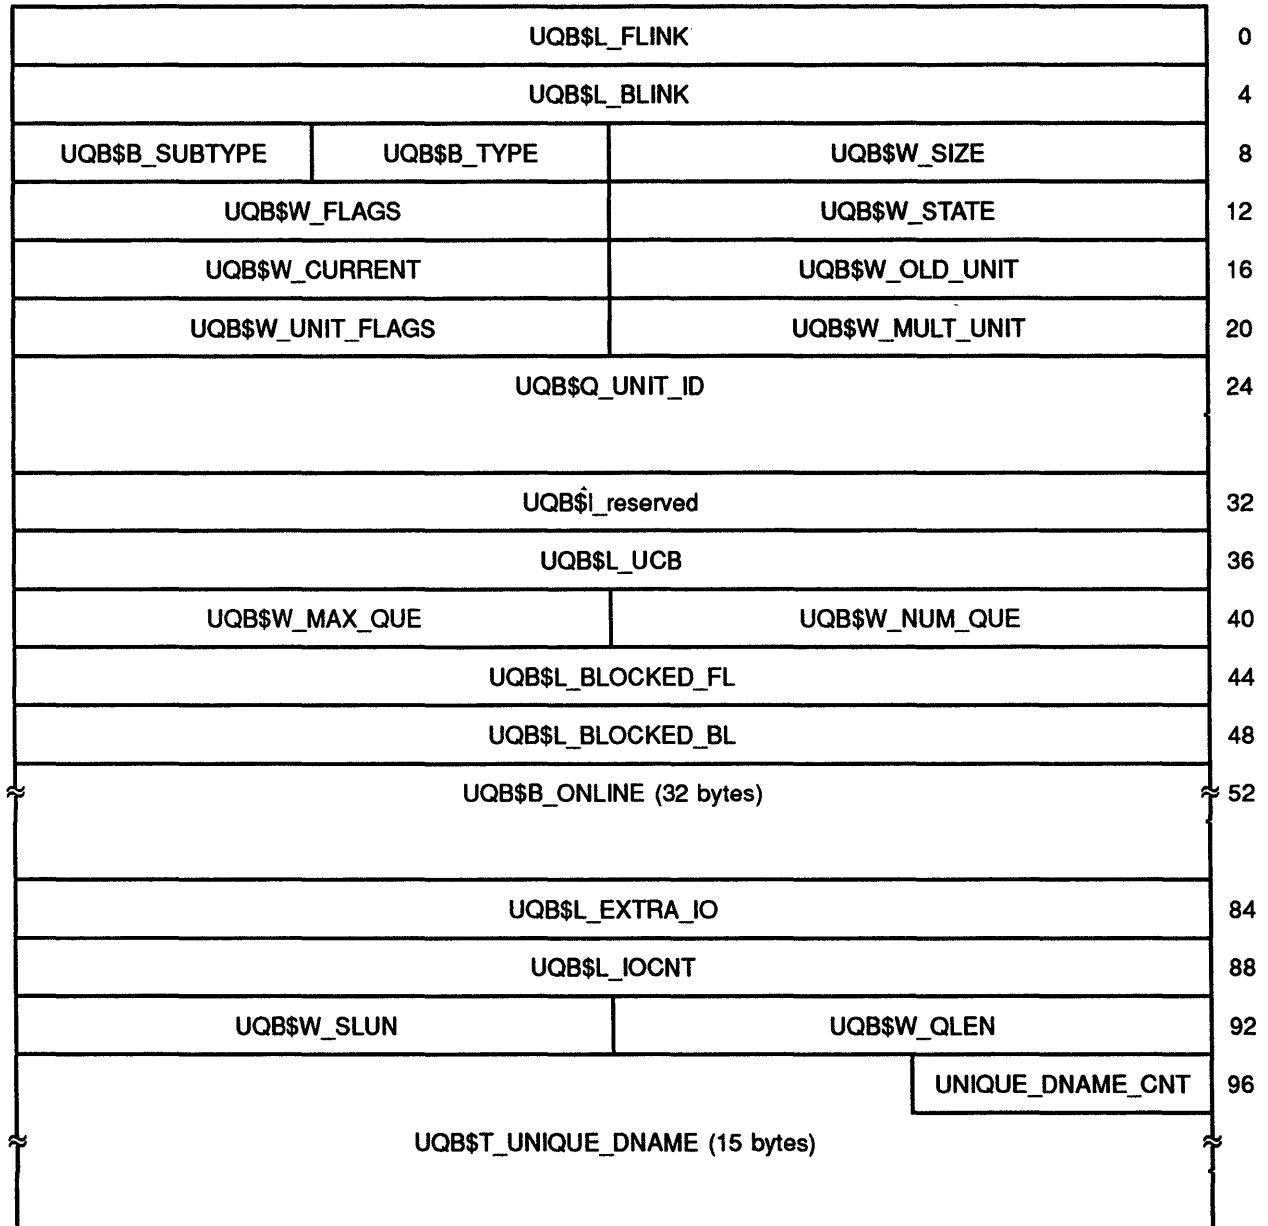 UQB$L_FLINK 0
UQB$L_BLINK 4
UQB$B_SUBTYPE UQB$B_TYPE UQB$W_SIZE 8
UQB$W_FLAGS UQB$W_STATE 12
UQB$W_CURRENT UQB$W_OLD_UNIT 16
UQB$W_UNIT_FLAGS UQB$W_MULT_UNIT 20
UQB$Q_UNIT_ID 24
UQB$l_reserved 32
UQB$L_UCB 36
UQB$W_MAX_QUE UQB$W_NUM_QUE 40
UQB$L_BLOCKED_FL 44
UQB$L_BLOCKED_BL 48
UQB$B_ONLINE (32 bytes) 52
UQB$L_EXTRA_IO 84
UQB$L_IOCNT 88
UQB$W_SLUN UQB$W_QLEN 92
UNIQUE_DNAME_CNT 96
UQB$T_UNIQUE_DNAME (15 bytes)